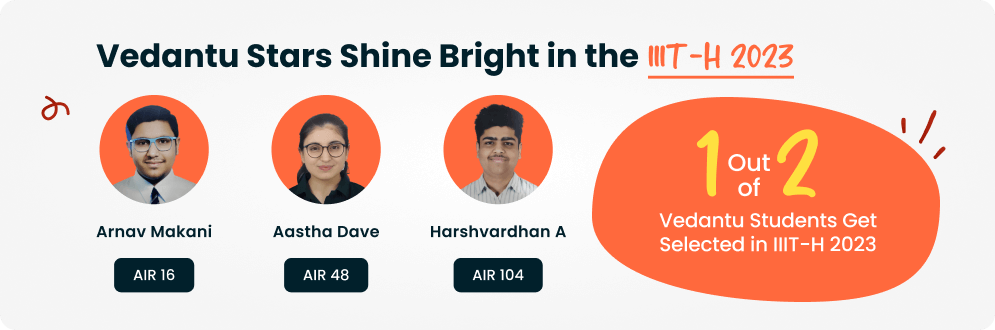 Vedantu Stars Shine Bright in the IIIT-H 2023
Arnav Makani
AIR 16
Aastha Dave
AIR 48
Harshvardhan A
AIR 104
1 Out of 2
Vedantu Students Get
Selected in IIIT-H 2023